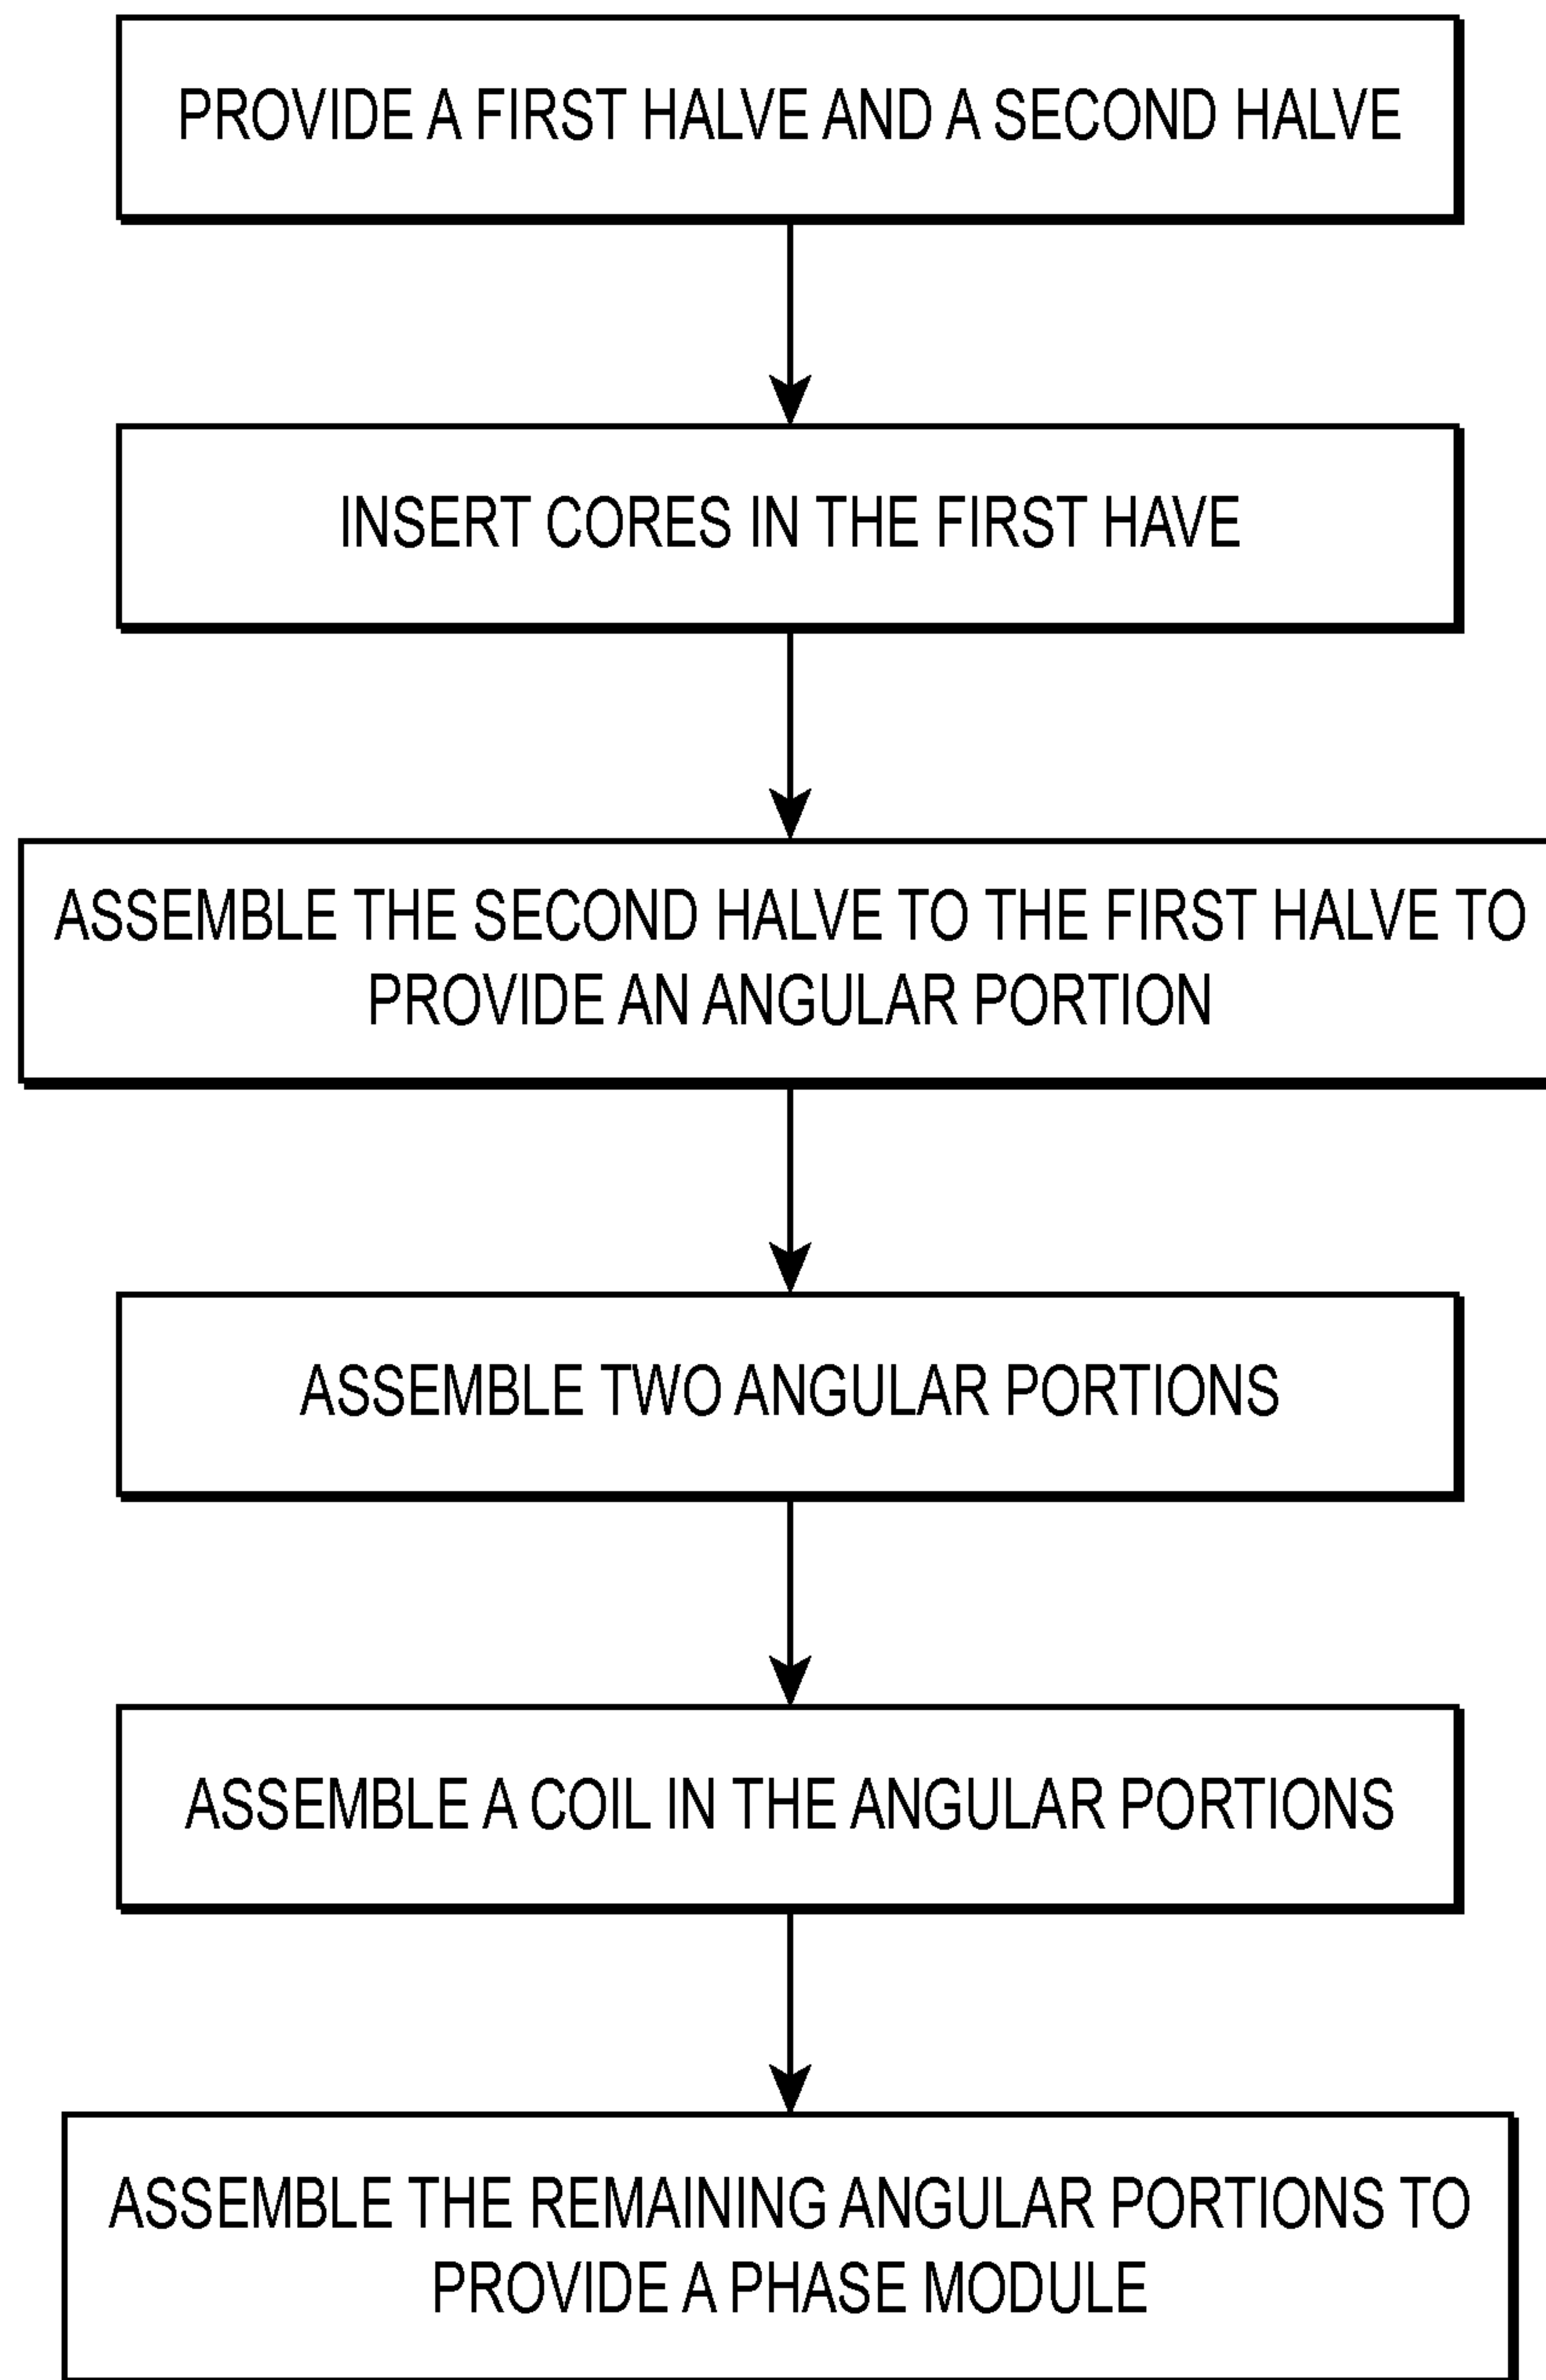 PROVIDE A FIRST HALVE AND A SECOND HALVE
INSERT CORES IN THE FIRST HAVE
ASSEMBLE THE SECOND HALVE TO THE FIRST HALVE TO
PROVIDE AN ANGULAR PORTION
ASSEMBLE TWO ANGULAR PORTIONS
ASSEMBLE A COIL IN THE ANGULAR PORTIONS
ASSEMBLE THE REMAINING ANGULAR PORTIONS TO
PROVIDE A PHASE MODULE